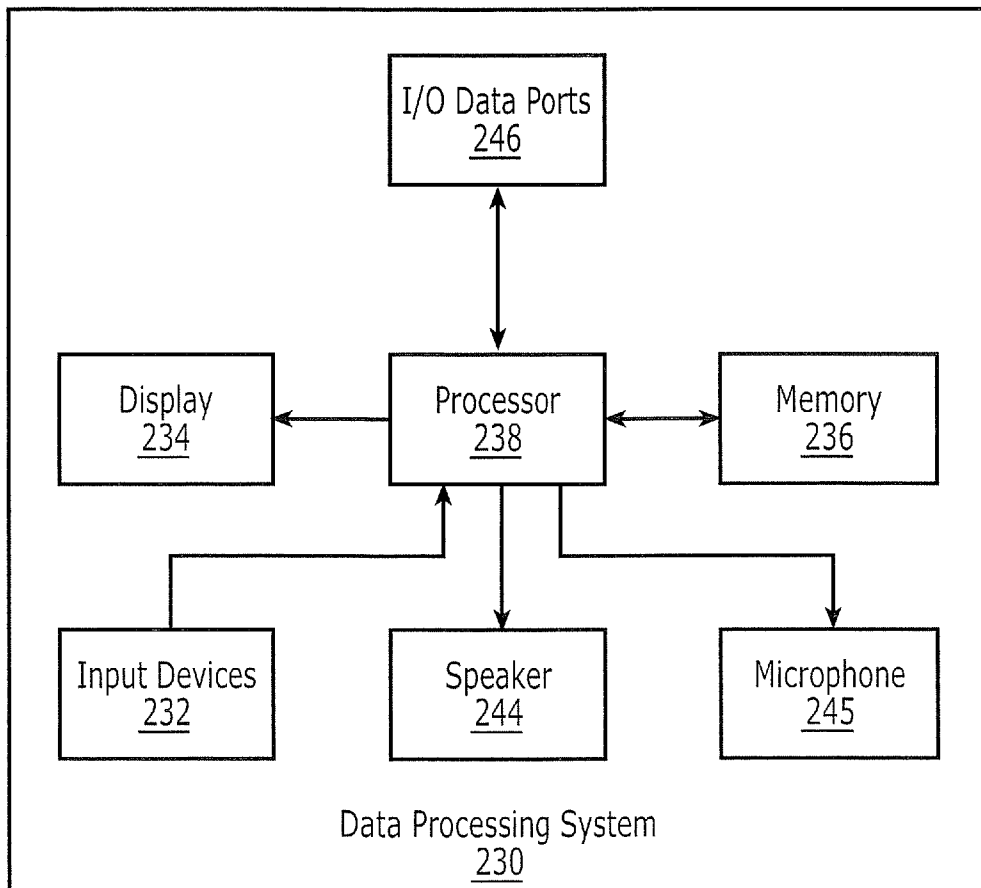 I/O Data Ports
246
Display
234
Processor
238
Memory
236
Input Devices
232
Speaker
244
Microphone
245
Data Processing System
230